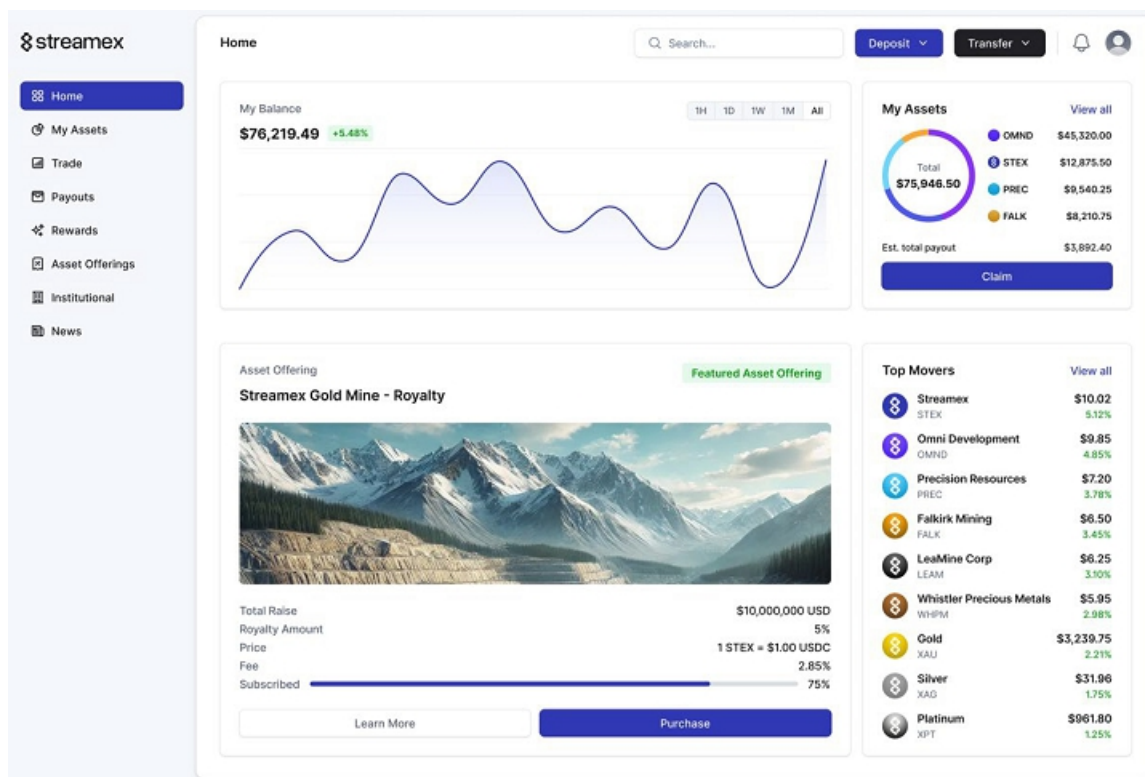 streamex
Home
Search...
Deposit
Transfer
Home
My Assets
Trade
Payouts
Rewards
Asset Offerings
Institutional
News
My Balance
$76,219.49 +5.48%
1H 1D 1W 1M All
My Assets View all
Total
$75,946.50
OMND $45,320.00
STEX $12,875.50
PREC $9,540.25
FALK $8,210.75
Est. total payout $3,892.40
Claim
Asset Offering
Featured Asset Offering
Streamex Gold Mine - Royalty
Total Raise $10,000,000 USD
Royalty Amount 5%
Price 1 STEX = $1.00 USDC
Fee 2.85%
Subscribed 75%
Learn More
Purchase
Top Movers View all
Streamex $10.02
STEX 5.12%
Omni Development $9.85
OMND 4.85%
Precision Resources $7.20
PREC 3.78%
Falkirk Mining $6.50
FALK 3.45%
LeaMine Corp $6.25
LEAM 3.10%
Whistler Precious Metals $5.95
WHPM 2.98%
Gold $3,239.75
XAU 2.21%
Silver $31.96
XAG 1.75%
Platinum $961.80
XPT 1.25%